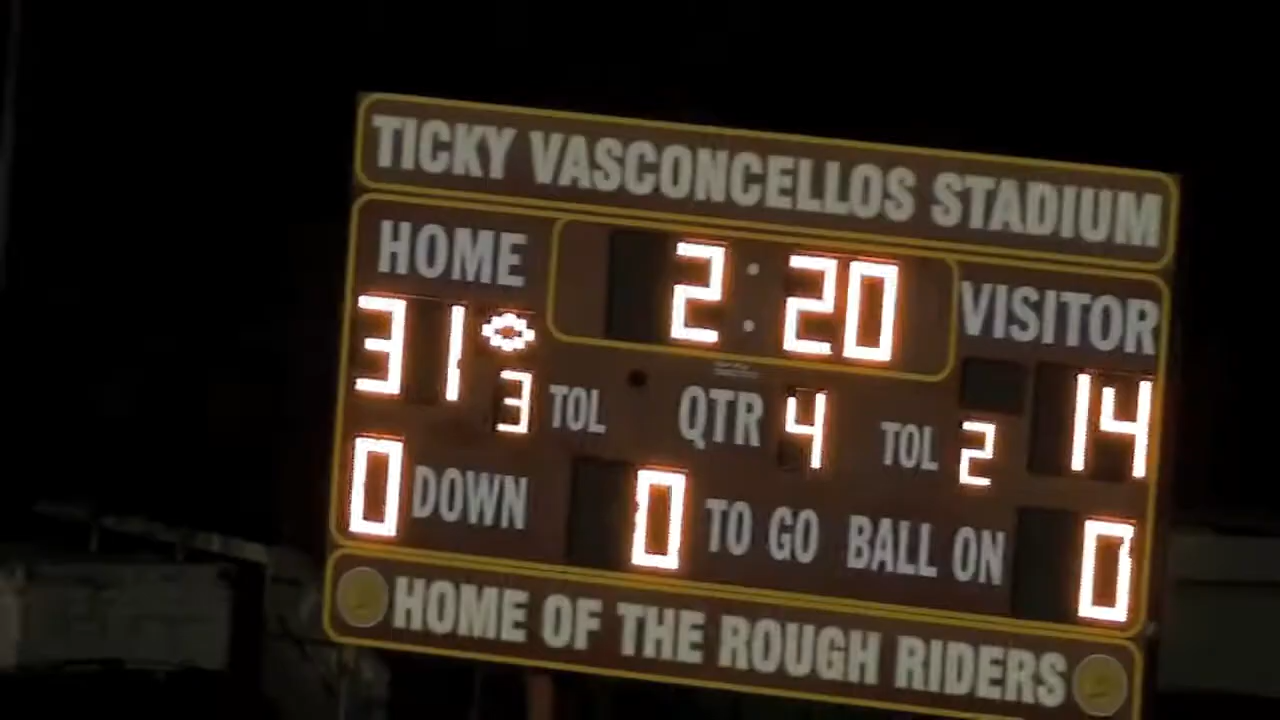 TICKY VASCONCELLOS STADIUM
HOME 2:20 VISITOR
31 3 TOL QTR 4 TOL 2 14
0 DOWN 0 TO GO BALL ON 0
HOME OF THE ROUGH RIDERS